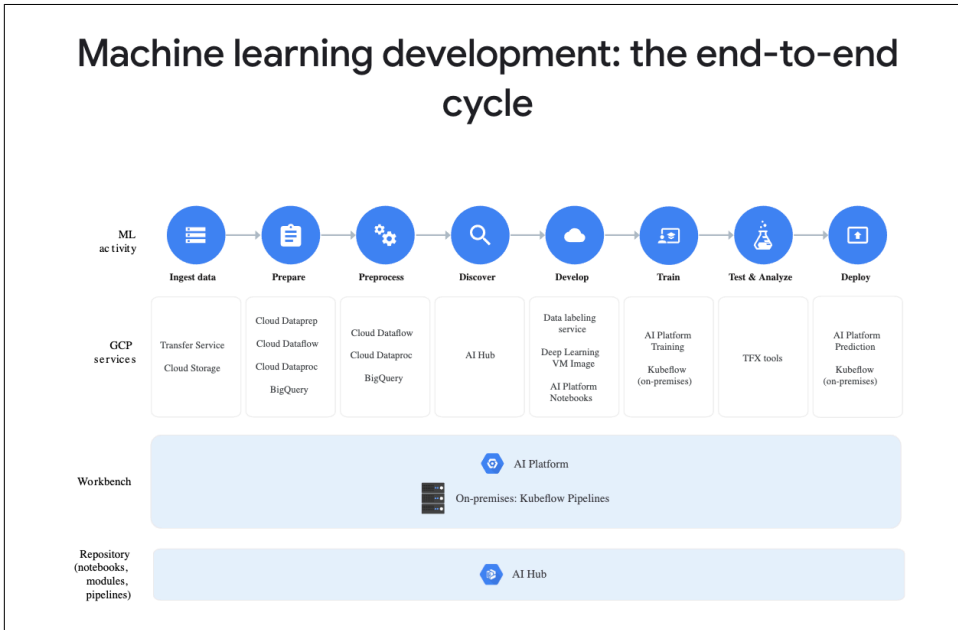 Machine learning development: the end-to-end
cycle
ML
activity
Ingest data
Prepare
Preprocess
Discover
Develop
Train
Test & Analyze
Deploy
GCP
services
Transfer Service
Cloud Storage
Cloud Dataprep
Cloud Dataflow
Cloud Dataproc
BigQuery
Cloud Dataflow
Cloud Dataproc
BigQuery
AI Hub
Data labeling
service
Deep Learning
VM Image
AI Platform
Notebooks
AI Platform
Training
Kubeflow
(on-premises)
TFX tools
AI Platform
Prediction
Kubeflow
(on-premises)
Workbench
AI Platform
On-premises: Kubeflow Pipelines
Repository
(notebooks,
modules,
pipelines)
AI Hub